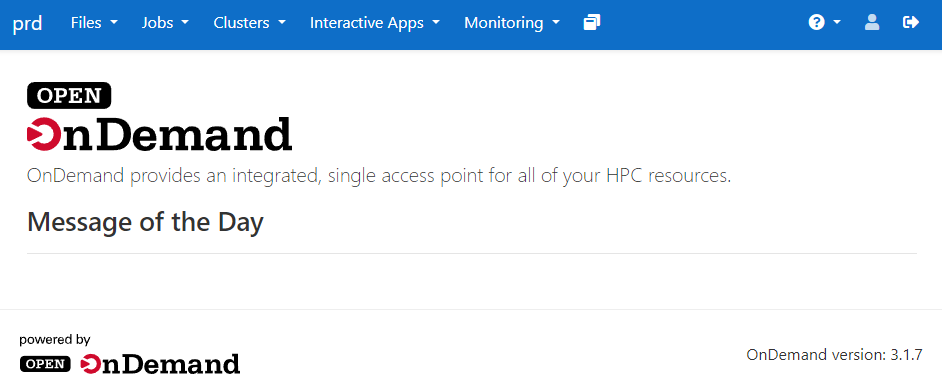 prd Files Jobs Clusters Interactive Apps Monitoring
OPEN
OnDemand
OnDemand provides an integrated, single access point for all of your HPC resources.
Message of the Day
powered by
OPEN OnDemand
OnDemand version: 3.1.7